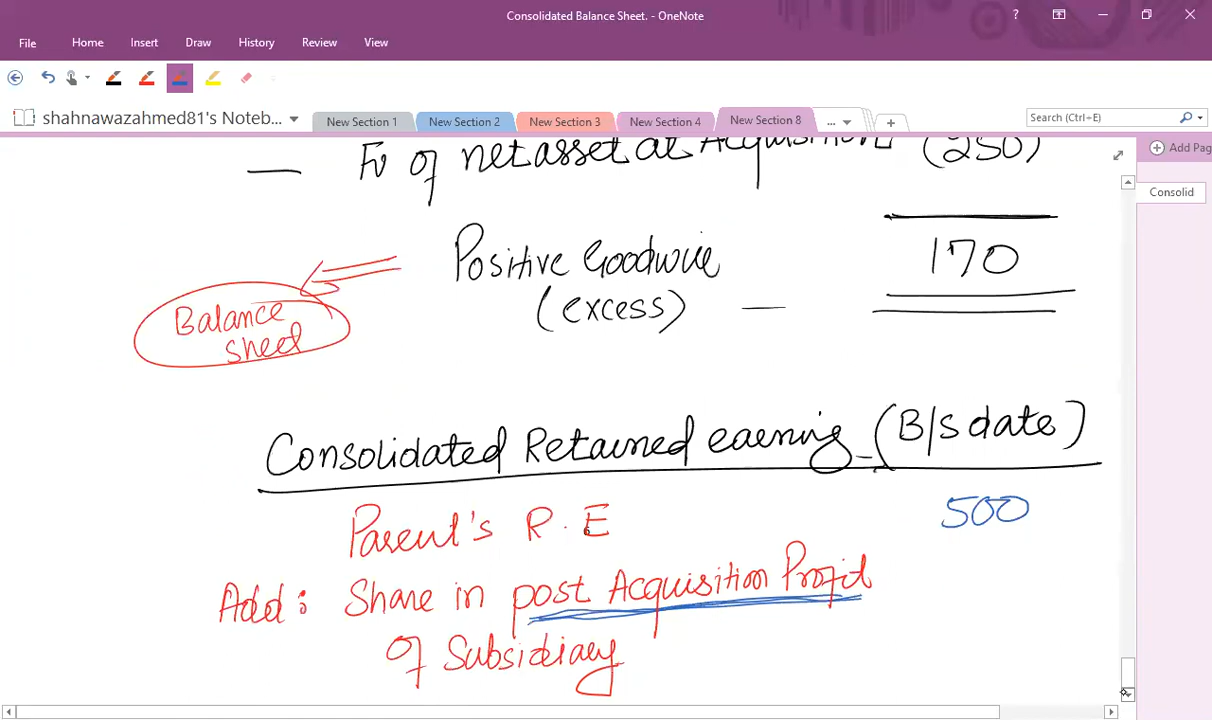 Consolidated Balance Sheet. - OneNote
?
File Home Insert Draw History Review View
shahnawazahmed81's Noteb...
New Section 1 New Section 2 New Section 3 New Section 4 New Section 8 ...
Search (Ctrl+E)
Add Pag
Consolid
— Fv of net asset at Acquisition (250)
Positive Goodwill 170
(excess) —
Balance
sheet
Consolidated Retained earning (B/S date)
Parent's R.E 500
Add: Share in post Acquisition Profit
of Subsidiary